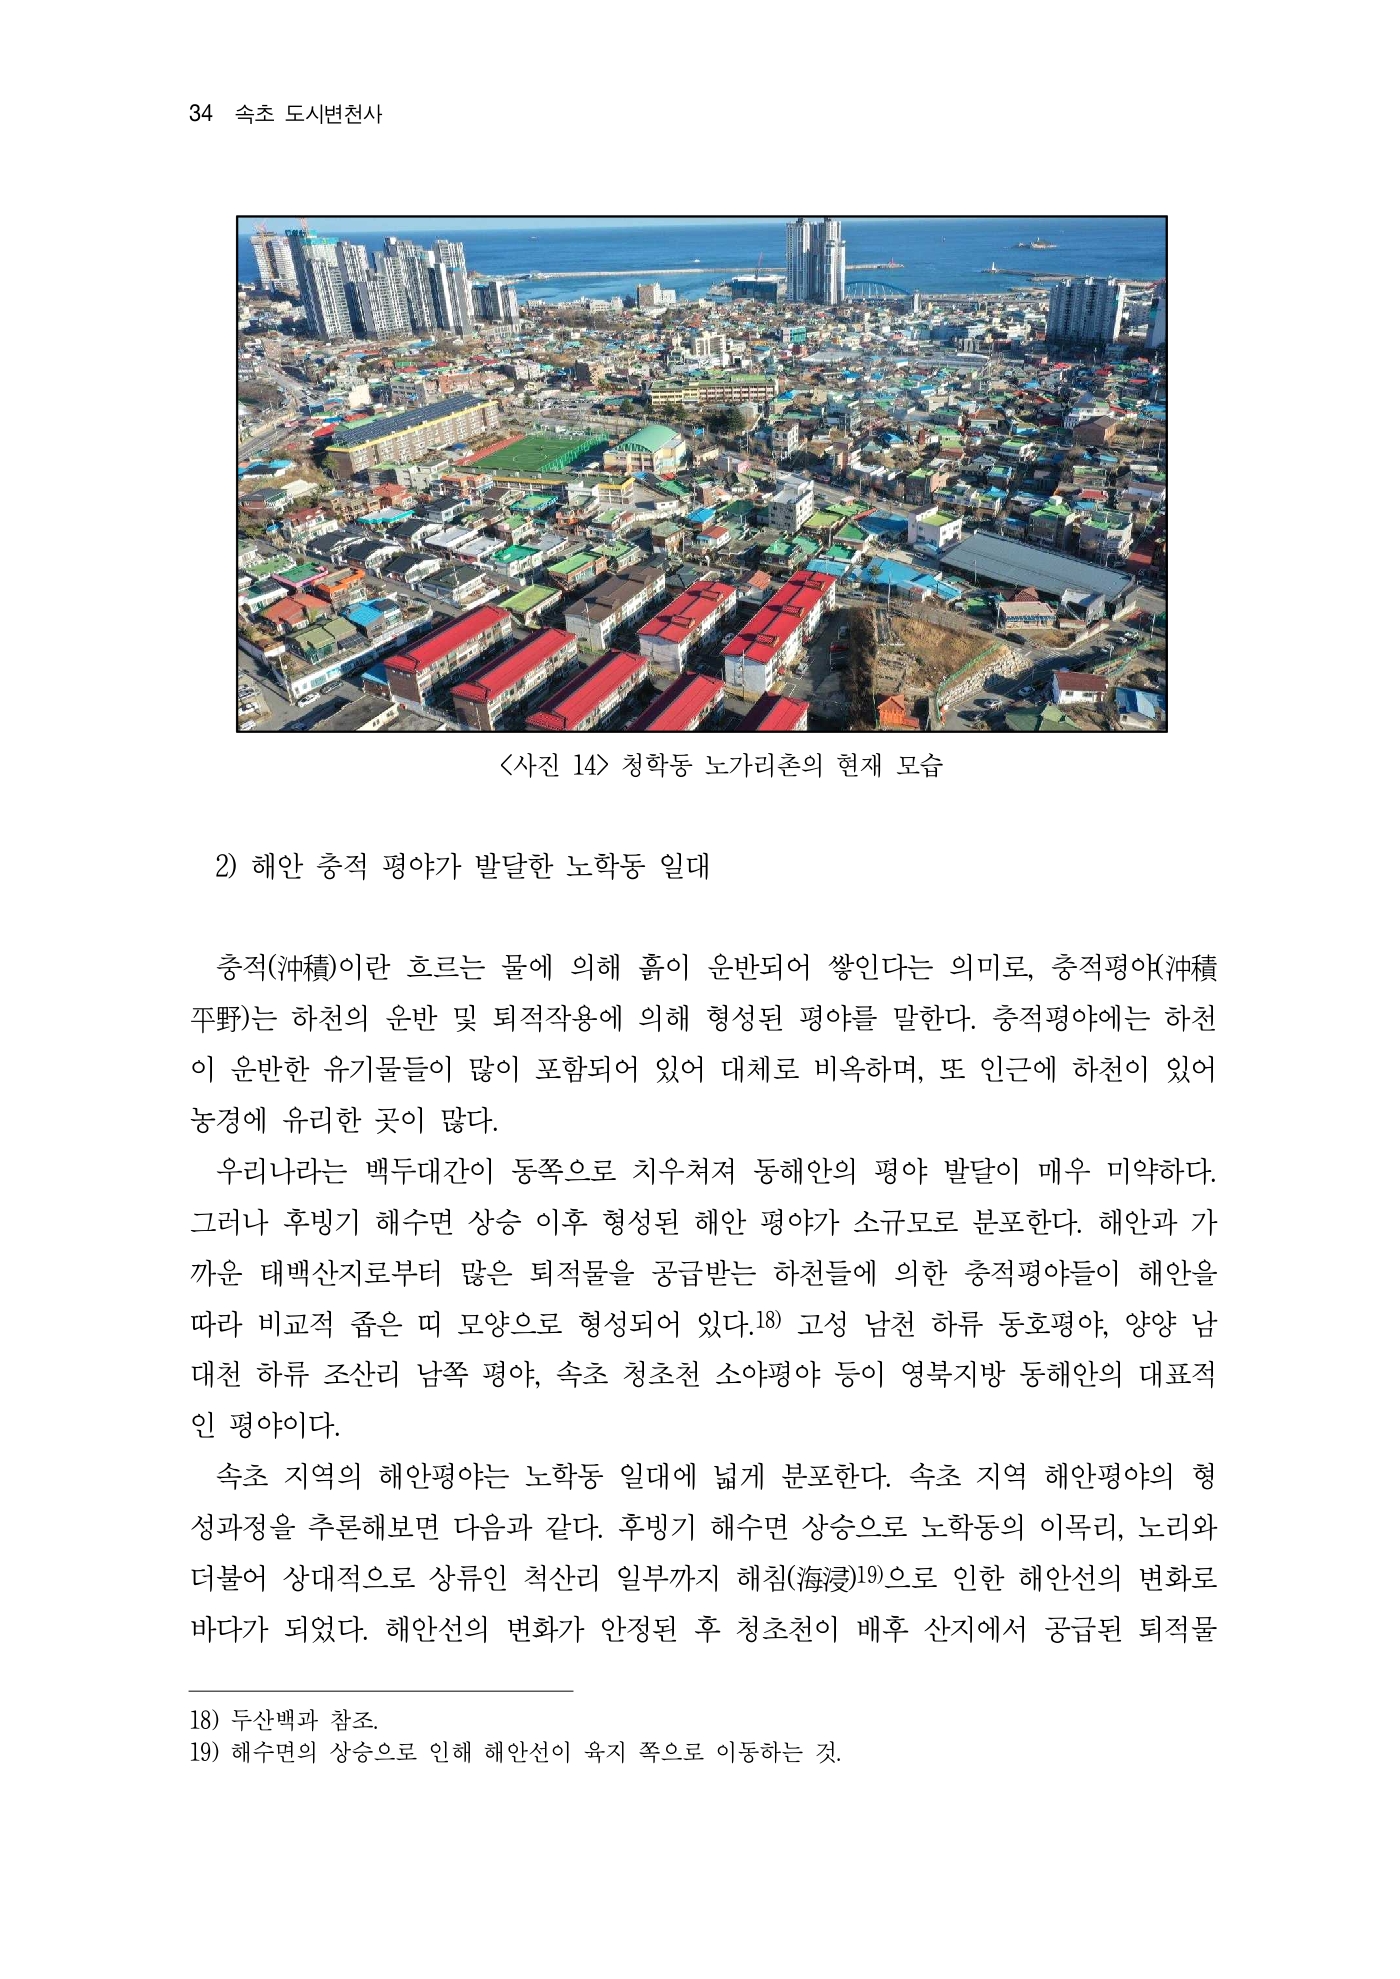 34 속초 도시변천사
<사진 14> 청학동 노가리촌의 현재 모습
2) 해안 충적 평야가 발달한 노학동 일대
충적(沖積)이란 흐르는 물에 의해 흙이 운반되어 쌓인다는 의미로, 충적평야(沖積
平野)는 하천의 운반 및 퇴적작용에 의해 형성된 평야를 말한다. 충적평야에는 하천
이 운반한 유기물들이 많이 포함되어 있어 대체로 비옥하며, 또 인근에 하천이 있어
농경에 유리한 곳이 많다.
우리나라는 백두대간이 동쪽으로 치우쳐져 동해안의 평야 발달이 매우 미약하다.
그러나 후빙기 해수면 상승 이후 형성된 해안 평야가 소규모로 분포한다. 해안과 가
까운 태백산지로부터 많은 퇴적물을 공급받는 하천들에 의한 충적평야들이 해안을
따라 비교적 좁은 띠 모양으로 형성되어 있다.18) 고성 남천 하류 동호평야, 양양 남
대천 하류 조산리 남쪽 평야, 속초 청초천 소야평야 등이 영북지방 동해안의 대표적
인 평야이다.
속초 지역의 해안평야는 노학동 일대에 넓게 분포한다. 속초 지역 해안평야의 형
성과정을 추론해보면 다음과 같다. 후빙기 해수면 상승으로 노학동의 이목리, 노리와
더불어 상대적으로 상류인 척산리 일부까지 해침(海浸)19)으로 인한 해안선의 변화로
바다가 되었다. 해안선의 변화가 안정된 후 청초천이 배후 산지에서 공급된 퇴적물
18) 두산백과 참조.
19) 해수면의 상승으로 인해 해안선이 육지 쪽으로 이동하는 것.